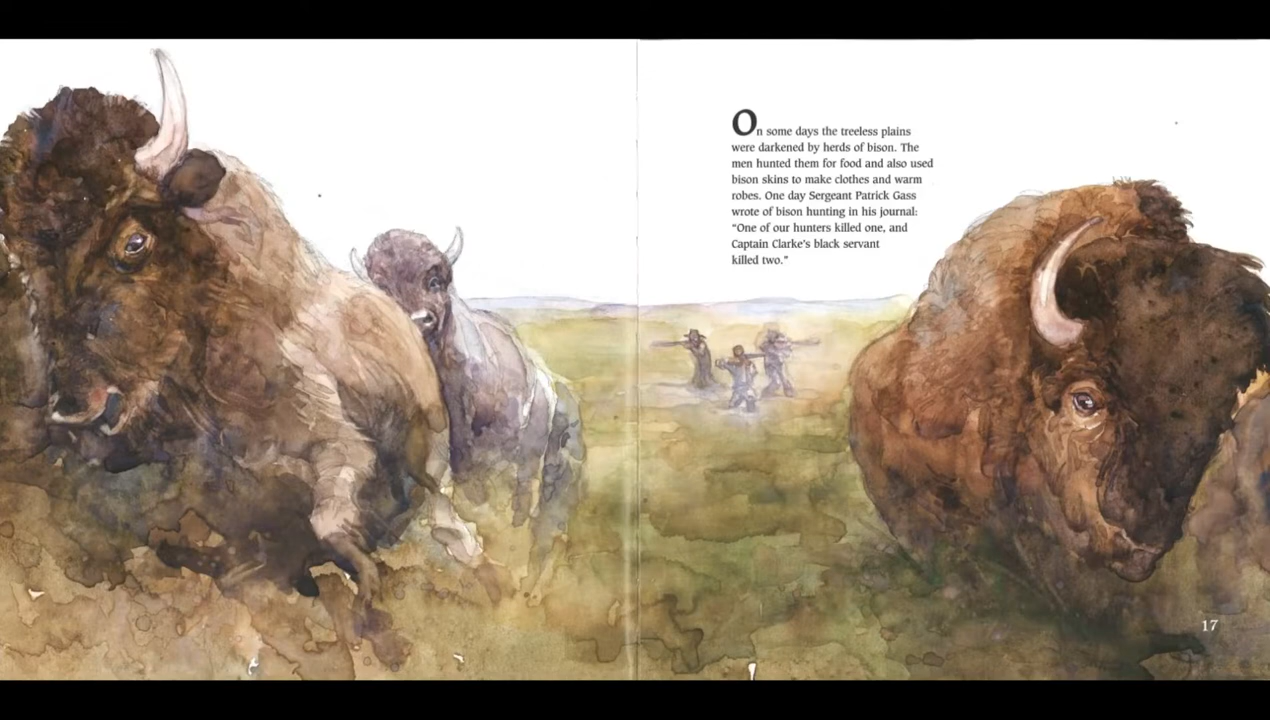 On some days the treeless plains
were darkened by herds of bison. The
men hunted them for food and also used
bison skins to make clothes and warm
robes. One day Sergeant Patrick Gass
wrote of bison hunting in his journal:
“One of our hunters killed one, and
Captain Clarke’s black servant
killed two.”
17